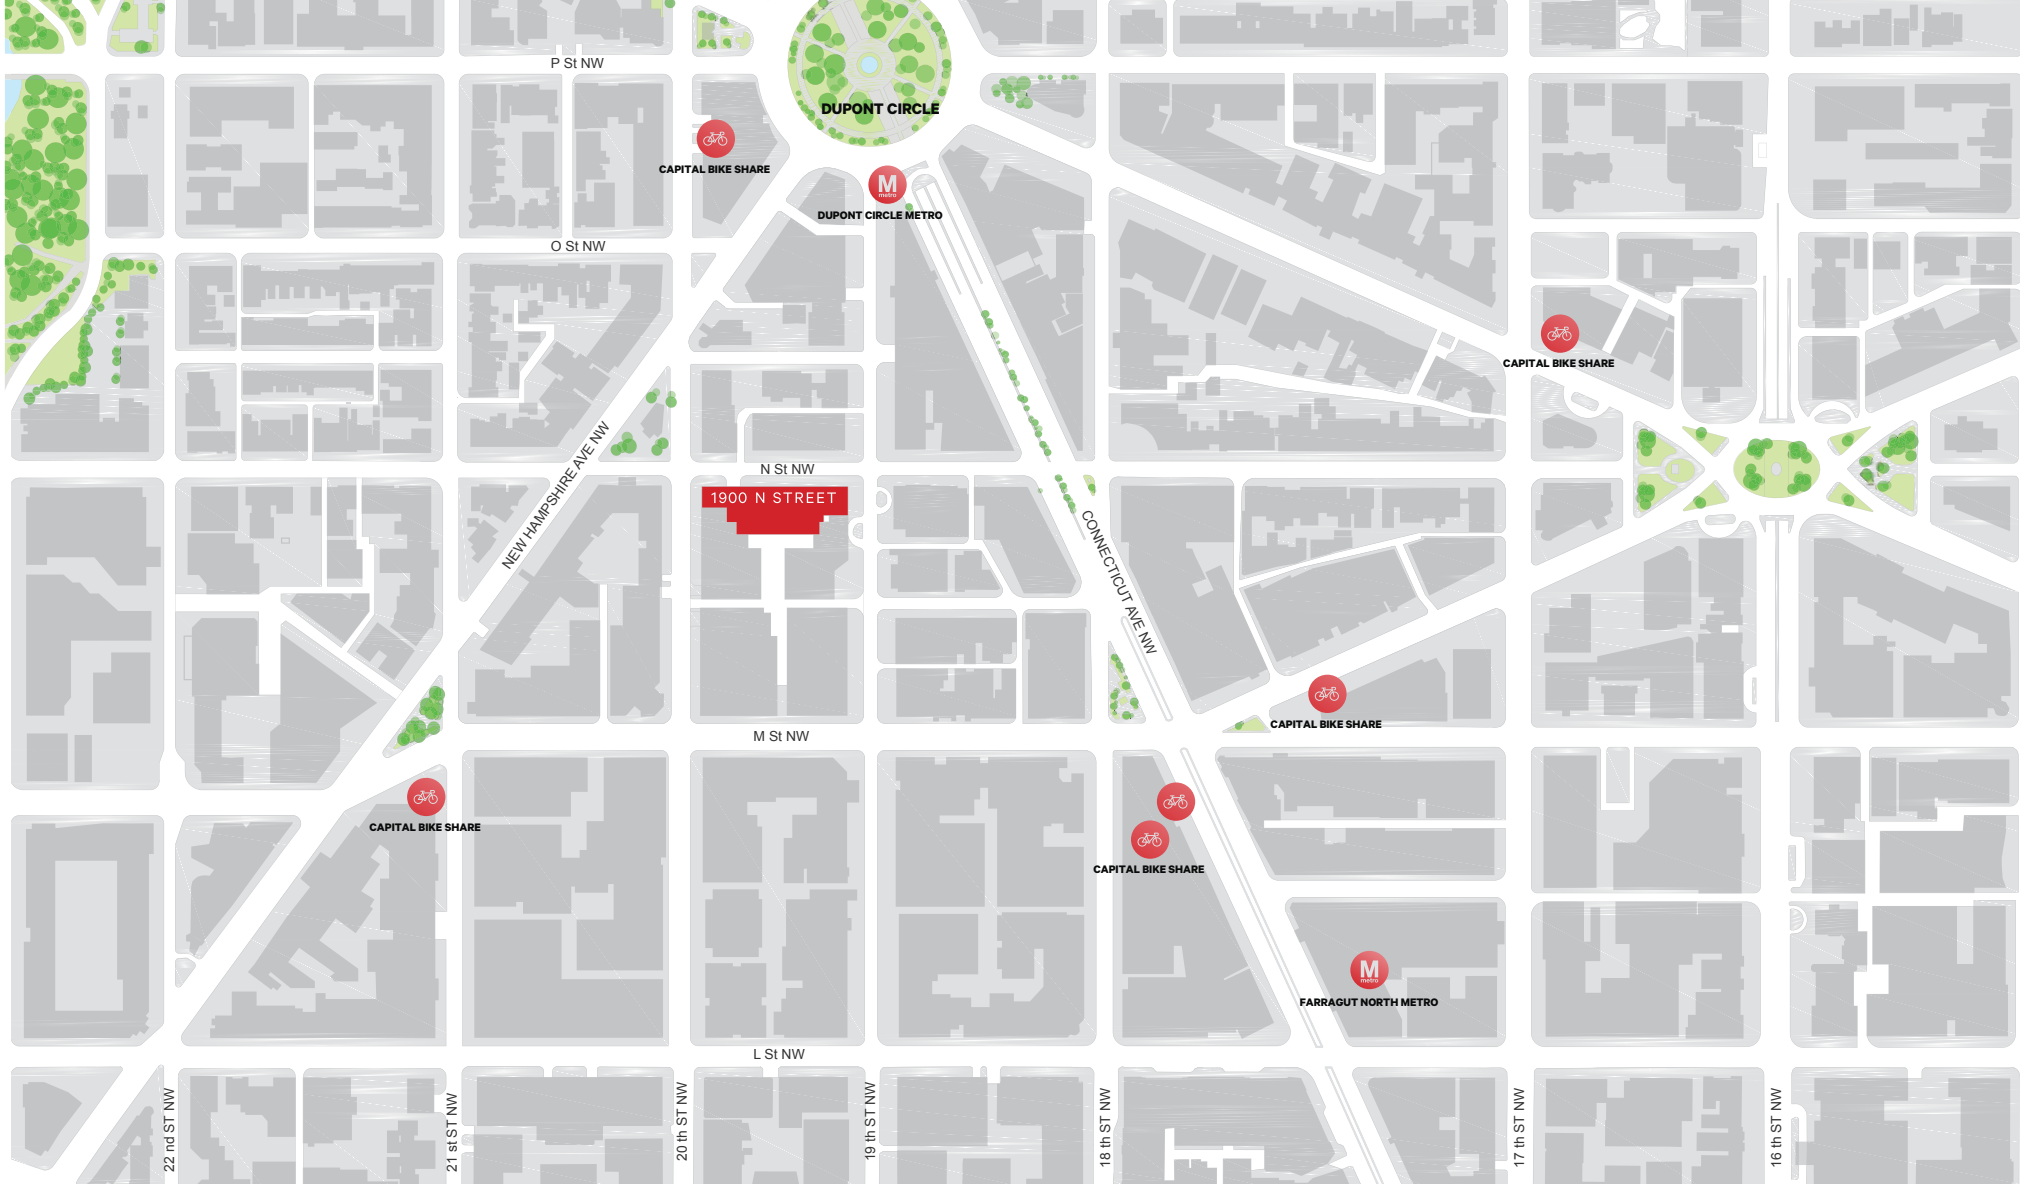 P St NW
DUPONT CIRCLE
CAPITAL BIKE SHARE
M
metro
DUPONT CIRCLE METRO
O St NW
CAPITAL BIKE SHARE
NEW HAMPSHIRE AVE NW
N St NW
1900 N STREET
CONNECTICUT AVE NW
CAPITAL BIKE SHARE
M St NW
CAPITAL BIKE SHARE
CAPITAL BIKE SHARE
M
metro
FARRAGUT NORTH METRO
L St NW
22 nd ST NW
21 st ST NW
20 th ST NW
19 th ST NW
18 th ST NW
17 th ST NW
16 th ST NW